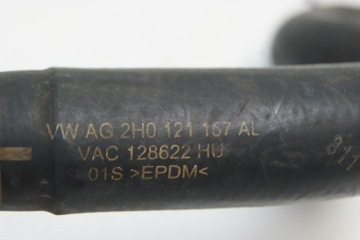 VW AG 2H0 121 157 AL
VAC 128622 HU
01S >EPDM<